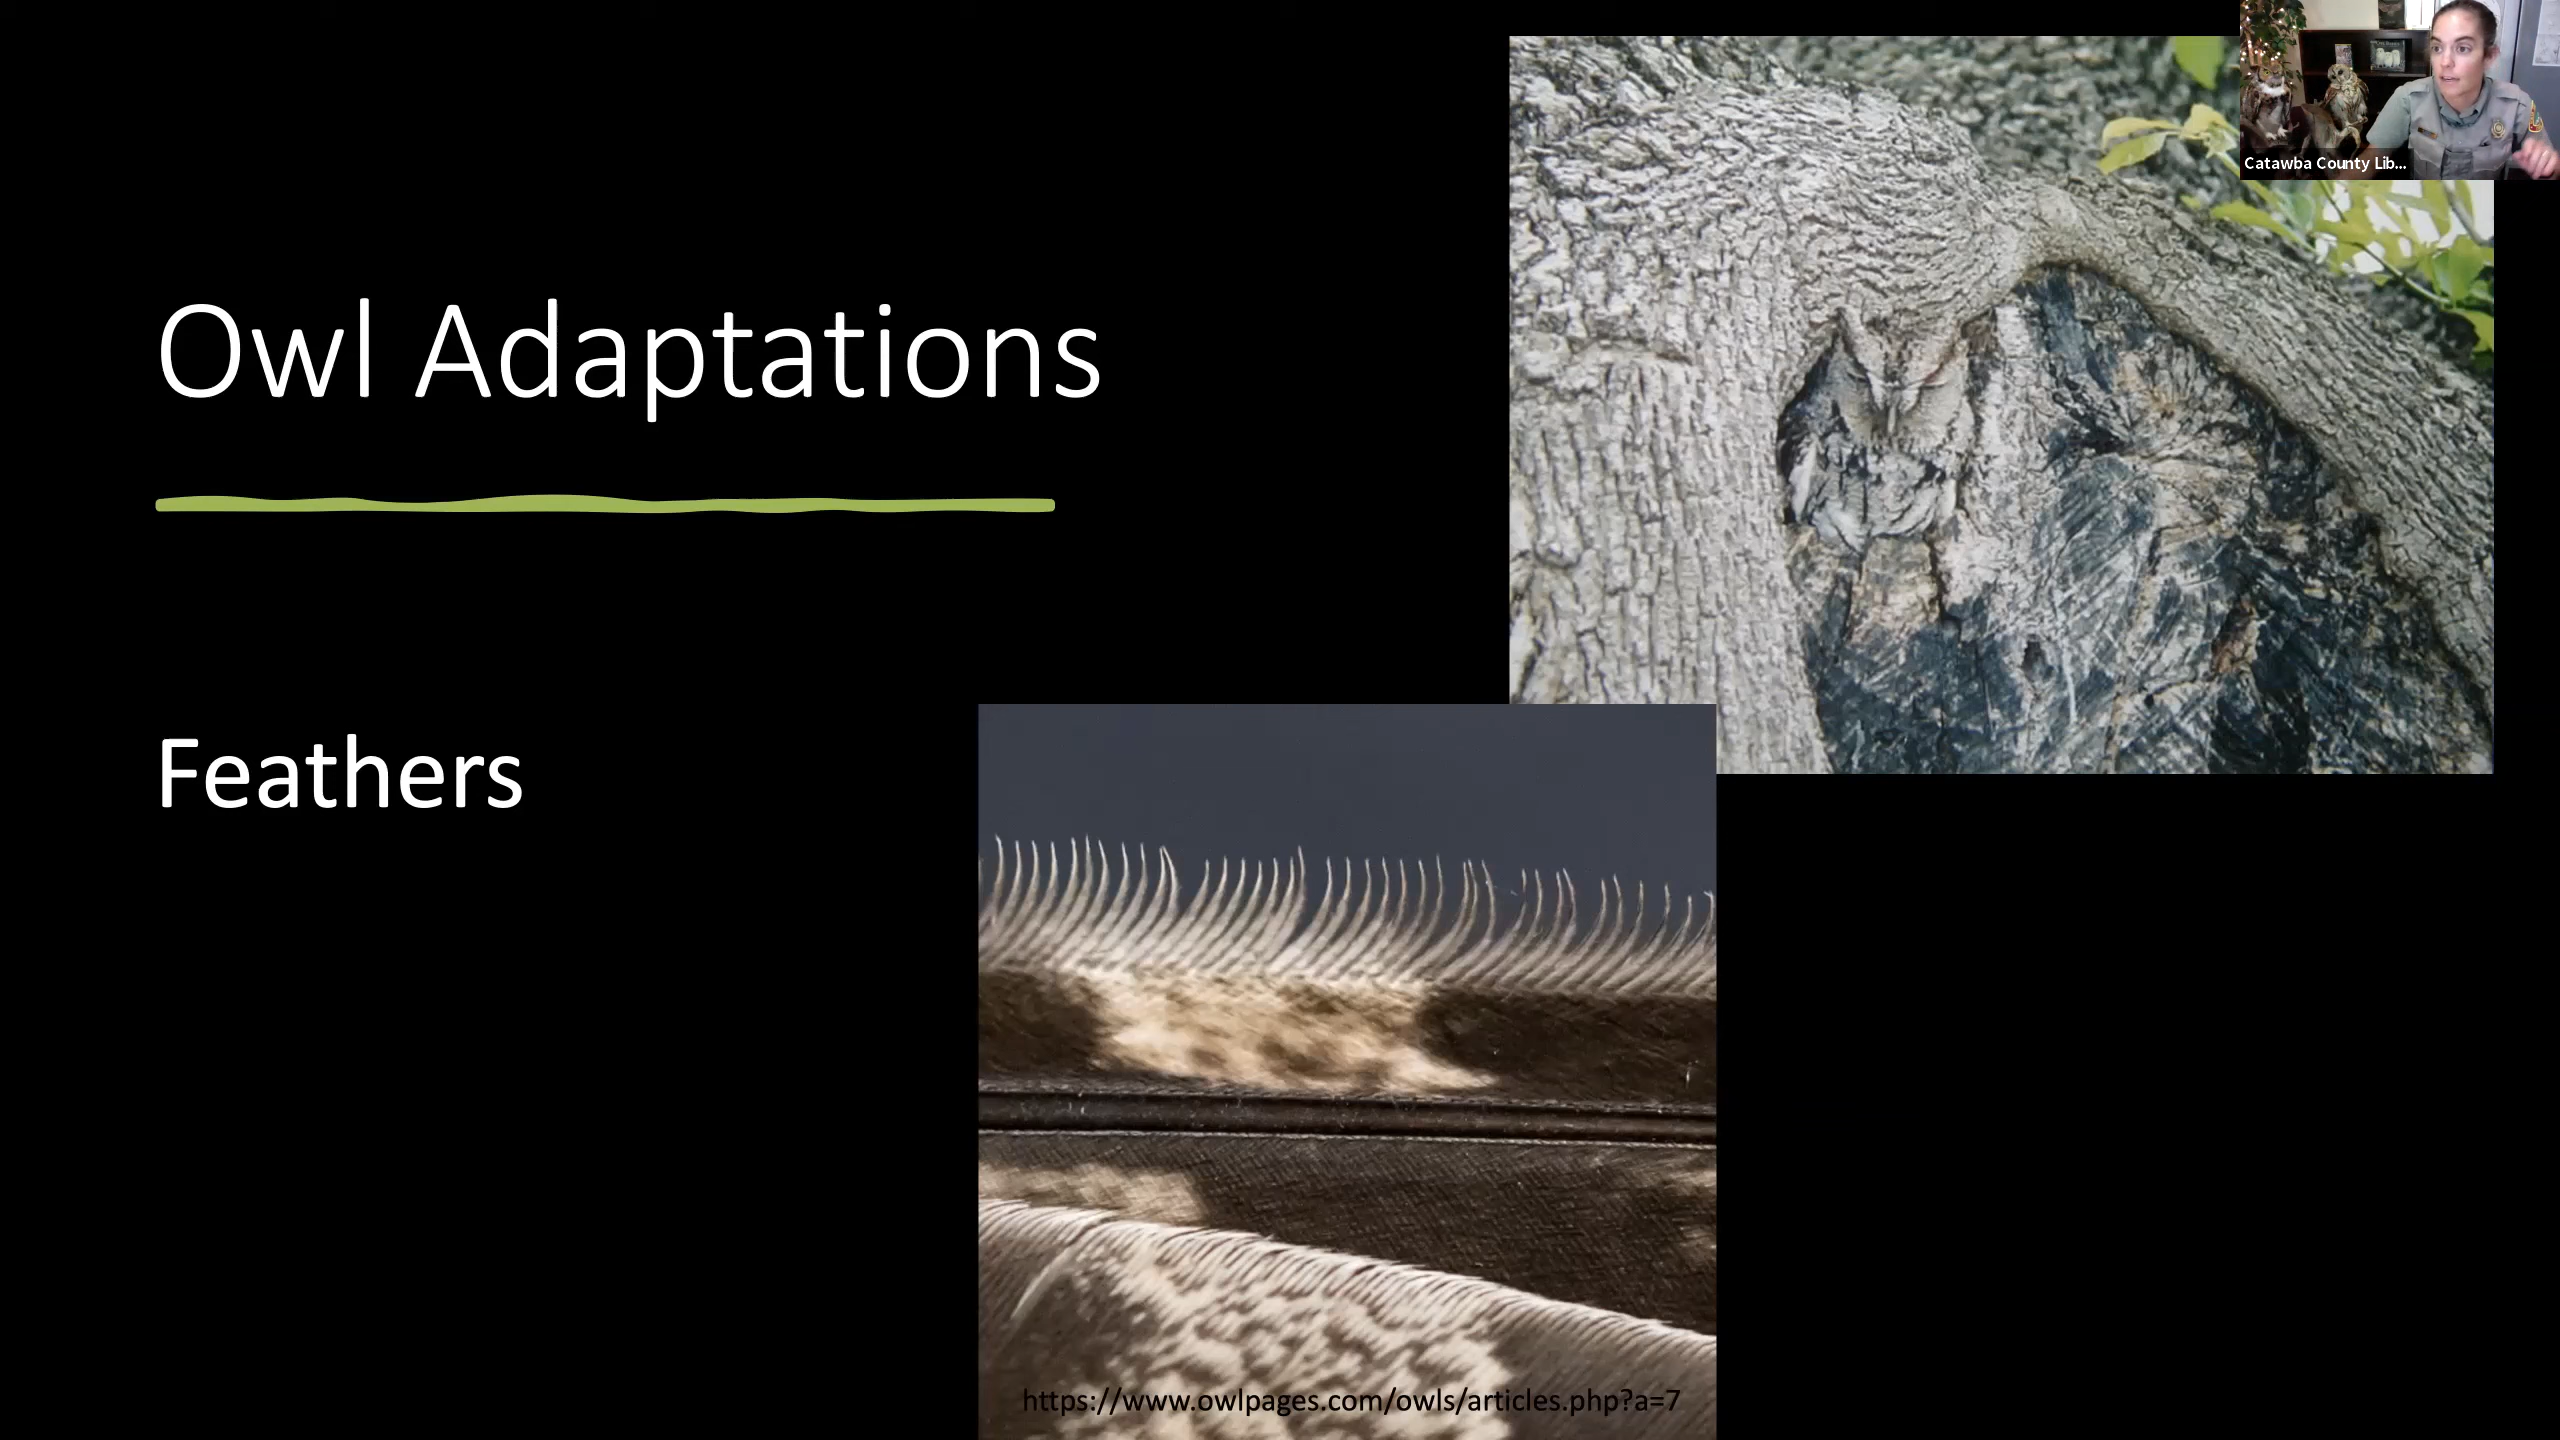 Catawba County Lib...
Owl Adaptations
Feathers
https://www.owlpages.com/owls/articles.php?a=7